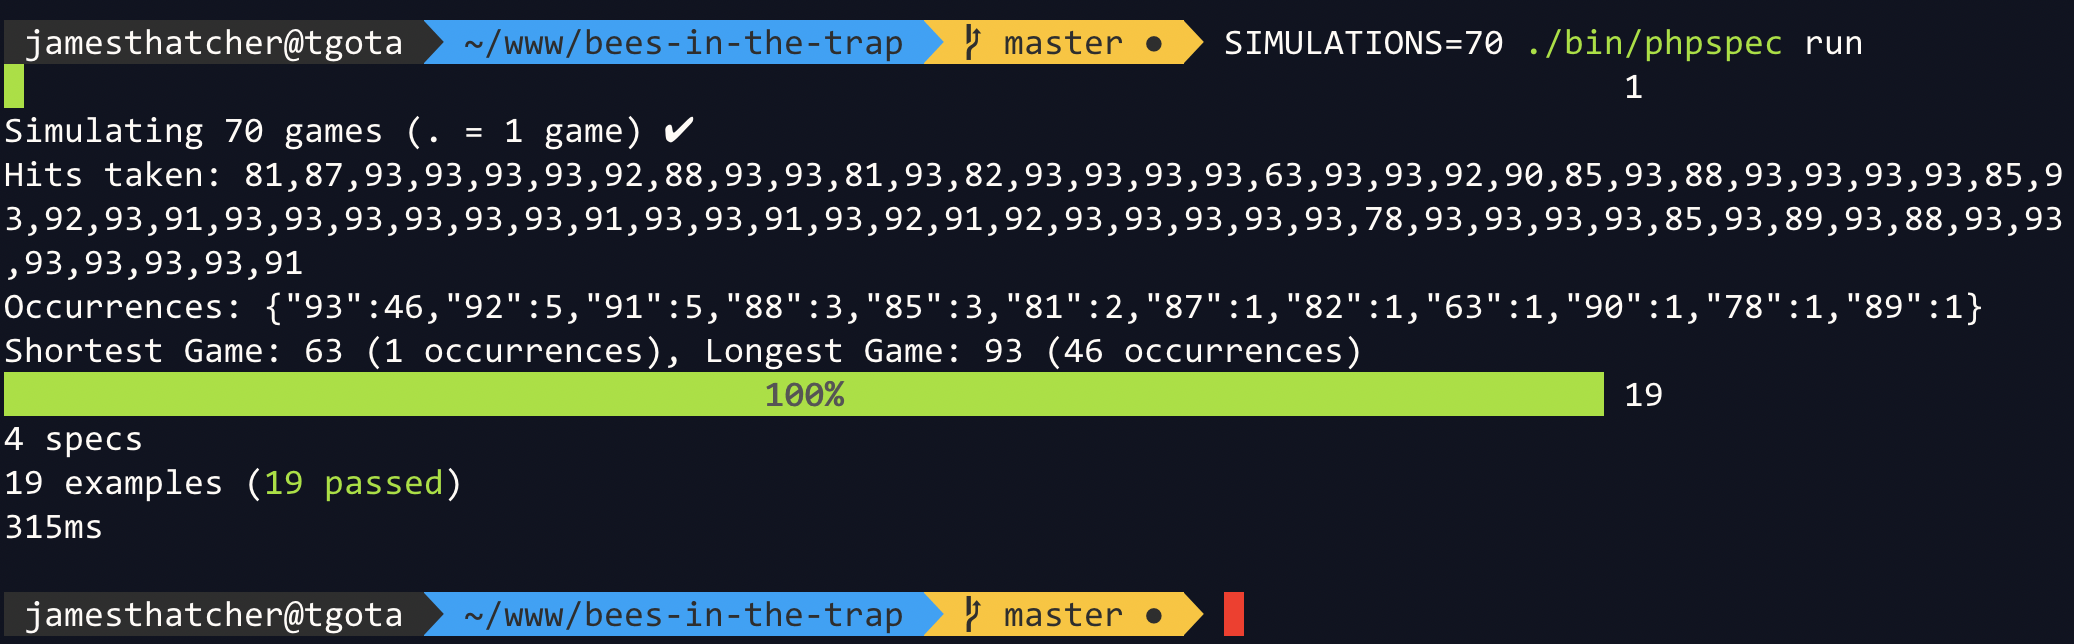 jamesthatcher@tgota ~/www/bees-in-the-trap master ● SIMULATIONS=70 ./bin/phpspec run
1
Simulating 70 games (. = 1 game) ✔
Hits taken: 81,87,93,93,93,93,92,88,93,93,81,93,82,93,93,93,93,63,93,93,92,90,85,93,88,93,93,93,93,85,9
3,92,93,91,93,93,93,93,93,93,91,93,93,91,93,92,91,92,93,93,93,93,93,78,93,93,93,93,85,93,89,93,88,93,93
,93,93,93,93,91
Occurrences: {"93":46,"92":5,"91":5,"88":3,"85":3,"81":2,"87":1,"82":1,"63":1,"90":1,"78":1,"89":1}
Shortest Game: 63 (1 occurrences), Longest Game: 93 (46 occurrences)
100% 19
4 specs
19 examples (19 passed)
315ms
jamesthatcher@tgota ~/www/bees-in-the-trap master ●